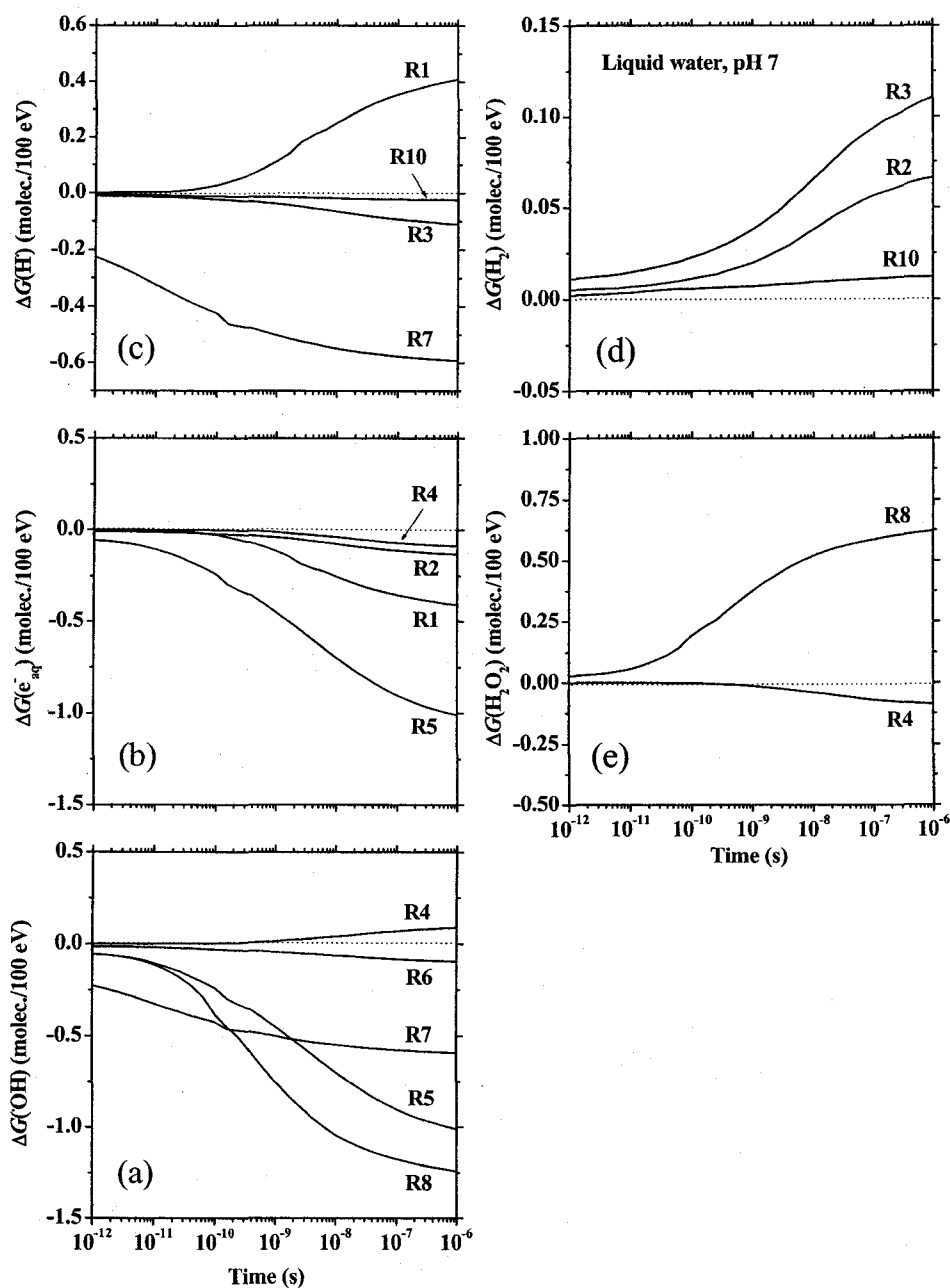 0.6
0.4
0.2
0.0
-0.2
-0.4
-0.6
ΔG(H) (molec./100 eV)
R1
R10
R3
R7
(c)
0.15
0.10
0.05
0.00
0.05
ΔG(H₂) (molec./100 eV)
Liquid water, pH 7
R3
R2
R10
(d)
0.5
0.0
-0.5
-1.0
-1.5
ΔG(e⁻aq) (molec./100 eV)
R4
R2
R1
R5
(b)
1.00
0.75
0.50
0.25
0.00
-0.25
-0.50
ΔG(H₂O₂) (molec./100 eV)
R8
R4
(e)
10⁻¹² 10⁻¹¹ 10⁻¹⁰ 10⁻⁹ 10⁻⁸ 10⁻⁷ 10⁻⁶
Time (s)
0.5
0.0
-0.5
-1.0
-1.5
ΔG(OH) (molec./100 eV)
R4
R6
R7
R5
R8
(a)
10⁻¹² 10⁻¹¹ 10⁻¹⁰ 10⁻⁹ 10⁻⁸ 10⁻⁷ 10⁻⁶
Time (s)